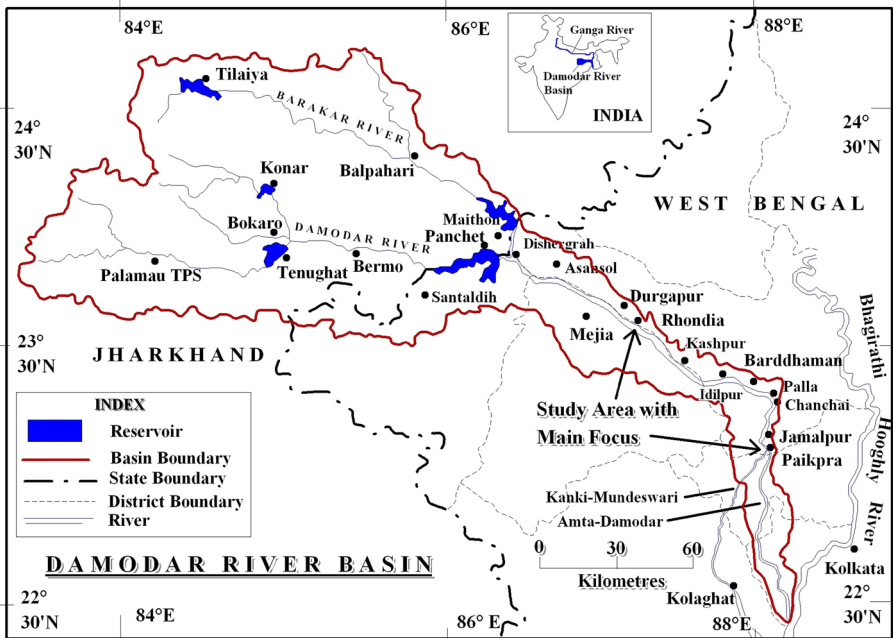 84°E
86°E
88°E
Ganga River
Damodar River
Basin
INDIA
Tilaiya
BARAKAR RIVER
24°
30'N
24°
30'N
Balpahari
Konar
WEST BENGAL
Bokaro
DAMODAR RIVER
Maithon
Panchet
Dishergrah
Palamau TPS
Tenughat
Bermo
Asansol
Santaldih
Durgapur
Mejia
Rhondia
Bhagirathi
Hooghly River
23°
30'N
23°
30'N
JHARKHAND
Kashpur
Barddhaman
Idilpur
Palla
Chanchai
Study Area with
Main Focus
Jamalpur
Paikpra
INDEX
Reservoir
Basin Boundary
State Boundary
District Boundary
River
Kanki-Mundeswari
Amta-Damodar
DAMODAR RIVER BASIN
0 30 60
Kilometres
Kolkata
Kolaghat
22°
30'N
22°
30'N
84°E
86° E
88°E